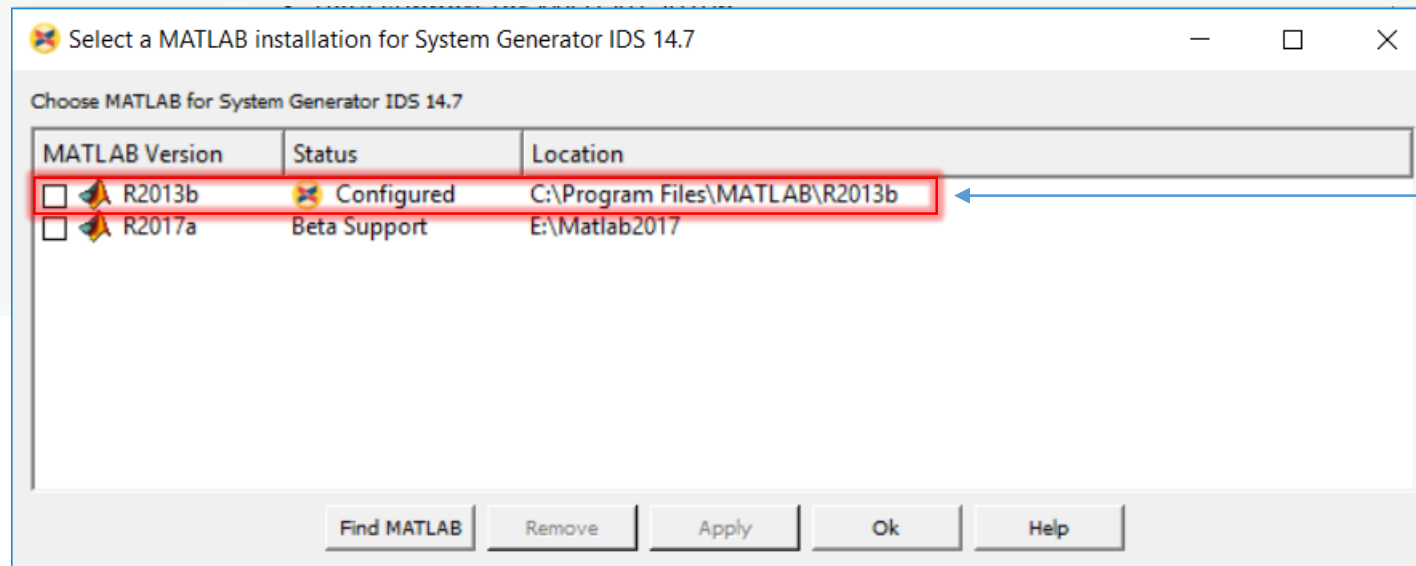 Select a MATLAB installation for System Generator IDS 14.7
Choose MATLAB for System Generator IDS 14.7
MATLAB Version Status Location
R2013b Configured C:\Program Files\MATLAB\R2013b
R2017a Beta Support E:\Matlab2017
Find MATLAB Remove Apply Ok Help